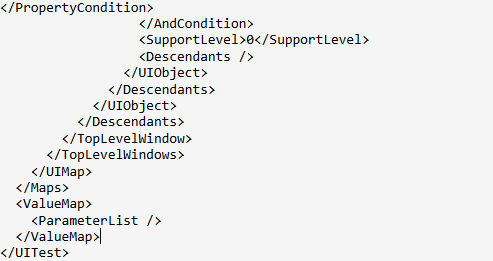 </PropertyCondition>
</AndCondition>
<SupportLevel>0</SupportLevel>
<Descendants />
</UIObject>
</Descendants>
</UIObject>
</Descendants>
</TopLevelWindow>
</TopLevelWindows>
</UIMap>
</Maps>
<ValueMap>
<ParameterList />
</ValueMap>
</UITest>